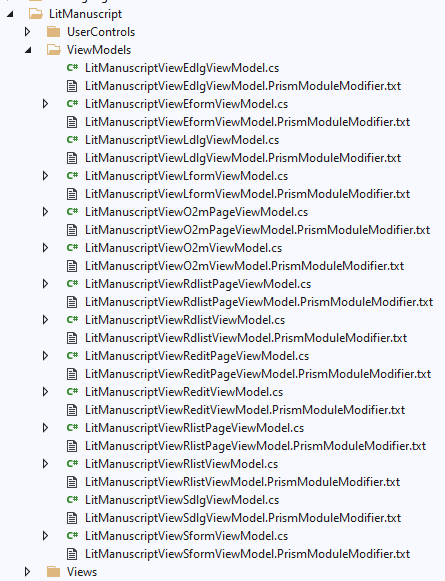 LitManuscript
UserControls
ViewModels
C# LitManuscriptViewEdlgViewModel.cs
LitManuscriptViewEdlgViewModel.PrismModuleModifier.txt
C# LitManuscriptViewEformViewModel.cs
LitManuscriptViewEformViewModel.PrismModuleModifier.txt
C# LitManuscriptViewLdlgViewModel.cs
LitManuscriptViewLdlgViewModel.PrismModuleModifier.txt
C# LitManuscriptViewLformViewModel.cs
LitManuscriptViewLformViewModel.PrismModuleModifier.txt
C# LitManuscriptViewO2mPageViewModel.cs
LitManuscriptViewO2mPageViewModel.PrismModuleModifier.txt
C# LitManuscriptViewO2mViewModel.cs
LitManuscriptViewO2mViewModel.PrismModuleModifier.txt
C# LitManuscriptViewRdlistPageViewModel.cs
LitManuscriptViewRdlistPageViewModel.PrismModuleModifier.txt
C# LitManuscriptViewRdlistViewModel.cs
LitManuscriptViewRdlistViewModel.PrismModuleModifier.txt
C# LitManuscriptViewReditPageViewModel.cs
LitManuscriptViewReditPageViewModel.PrismModuleModifier.txt
C# LitManuscriptViewReditViewModel.cs
LitManuscriptViewReditViewModel.PrismModuleModifier.txt
C# LitManuscriptViewRlistPageViewModel.cs
LitManuscriptViewRlistPageViewModel.PrismModuleModifier.txt
C# LitManuscriptViewRlistViewModel.cs
LitManuscriptViewRlistViewModel.PrismModuleModifier.txt
C# LitManuscriptViewSdlgViewModel.cs
LitManuscriptViewSdlgViewModel.PrismModuleModifier.txt
C# LitManuscriptViewSformViewModel.cs
LitManuscriptViewSformViewModel.PrismModuleModifier.txt
Views